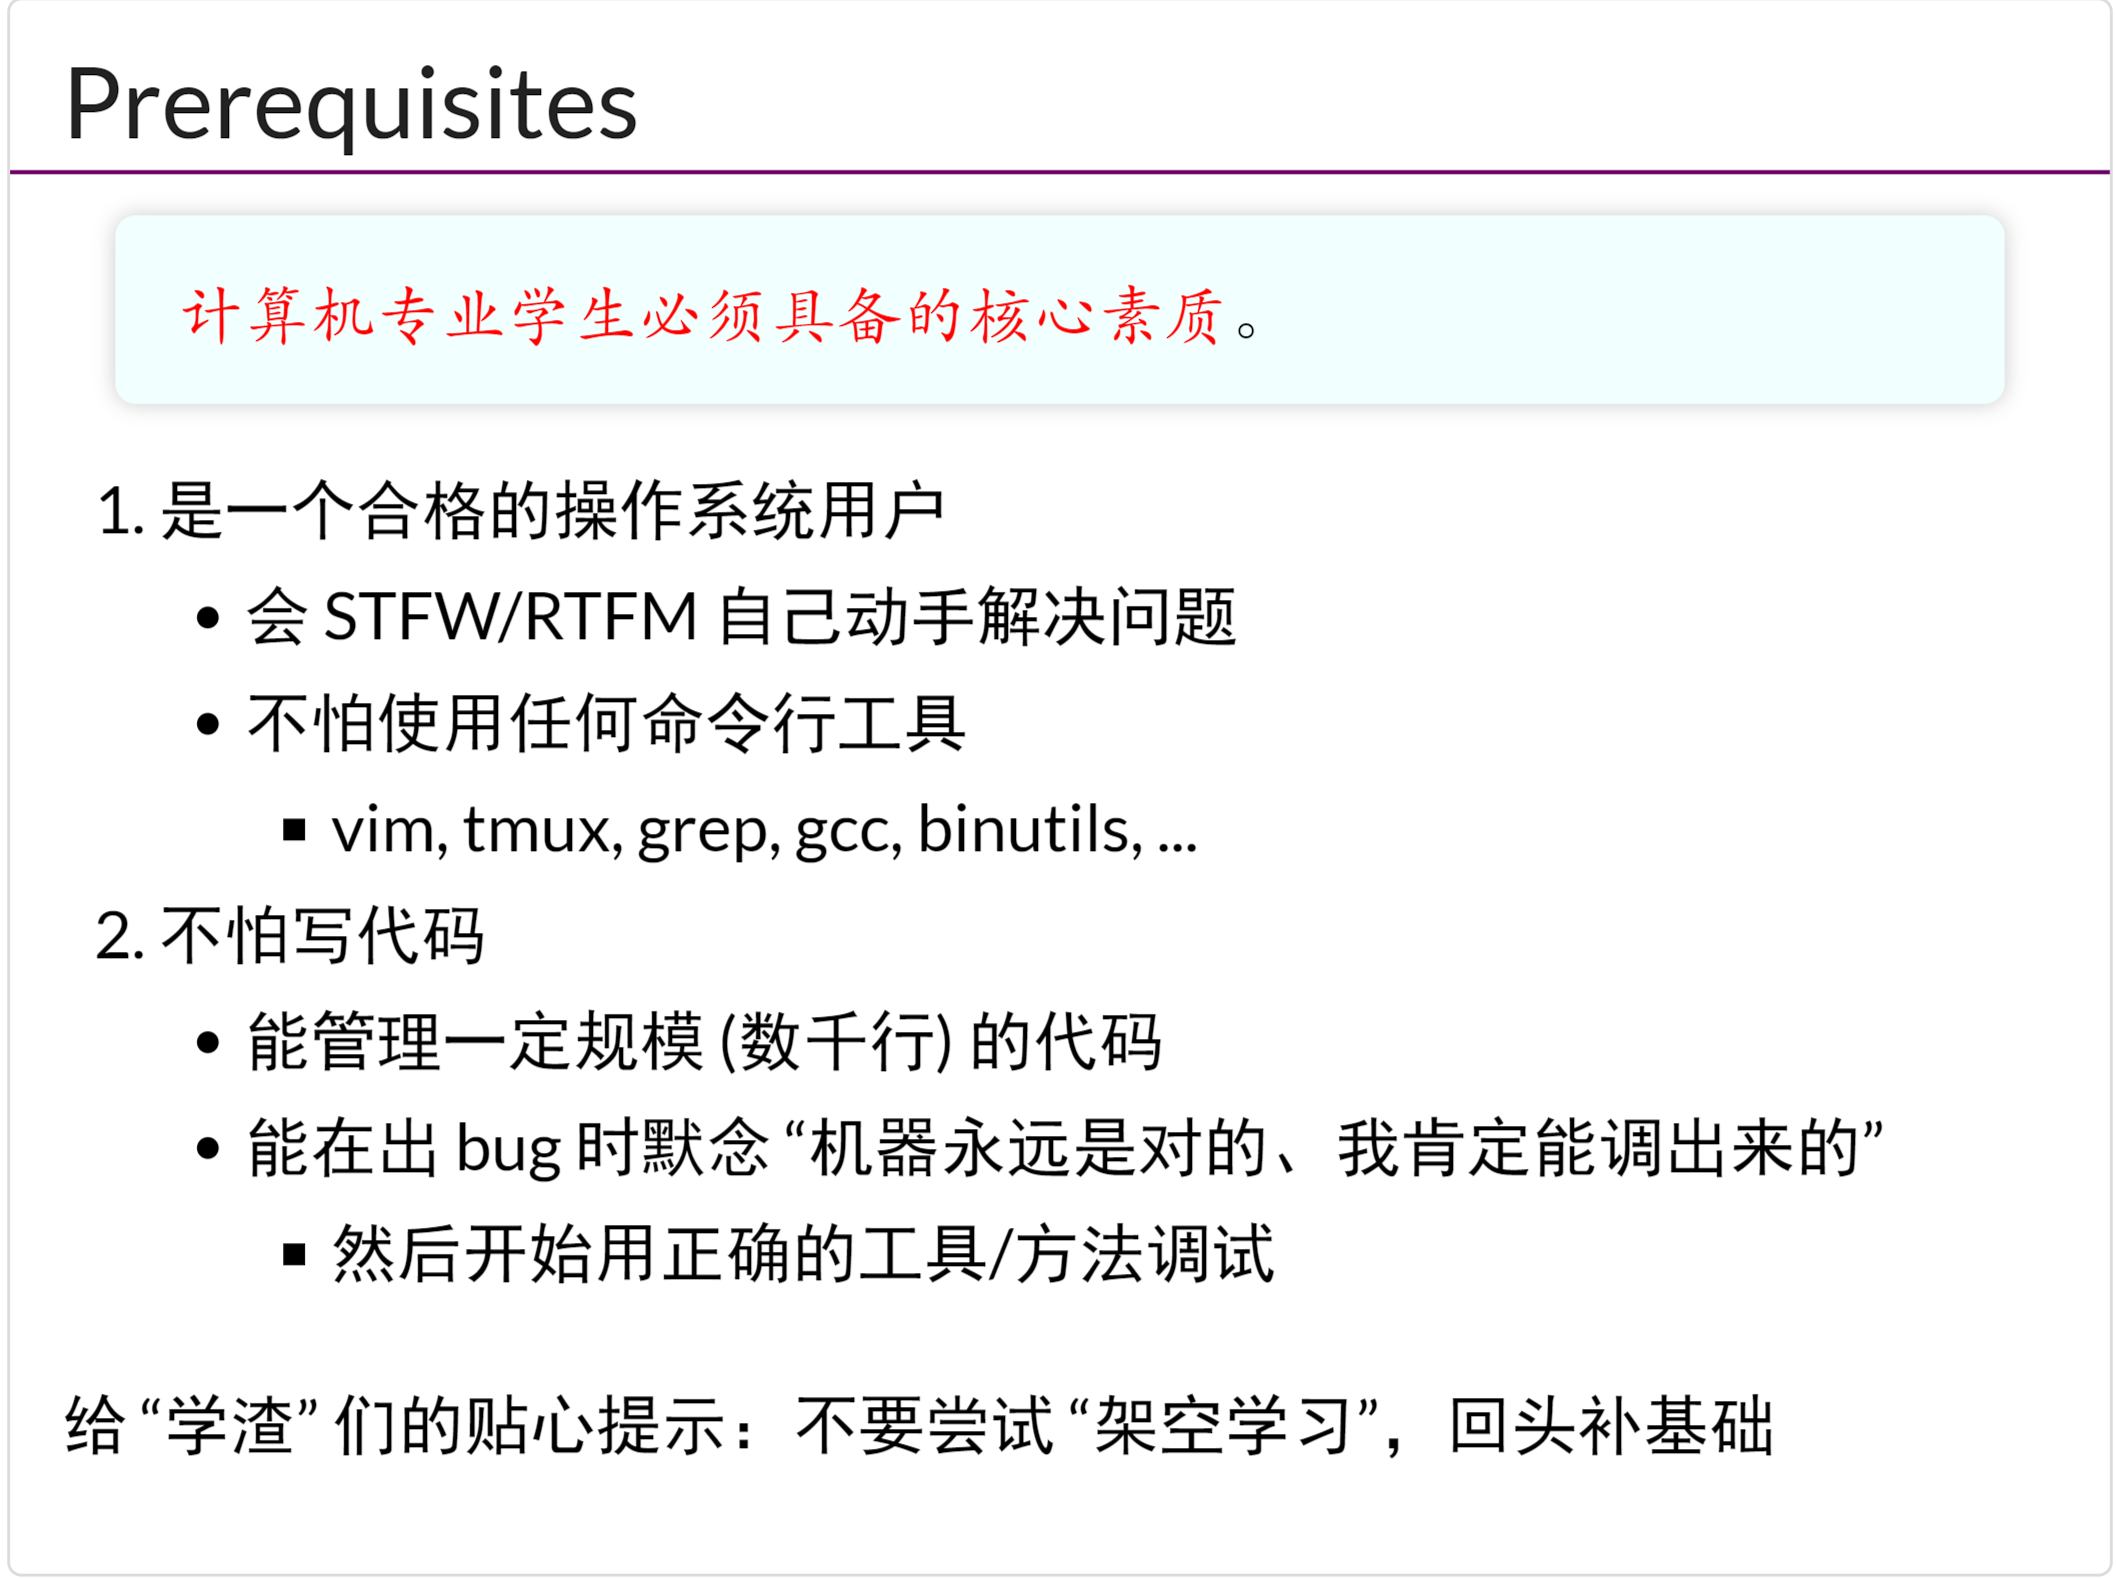 Prerequisites
计算机专业学生必须具备的核心素质。
1. 是一个合格的操作系统用户
• 会 STFW/RTFM 自己动手解决问题
• 不怕使用任何命令行工具
▪ vim, tmux, grep, gcc, binutils, ...
2. 不怕写代码
• 能管理一定规模 (数千行) 的代码
• 能在出 bug 时默念 “机器永远是对的、我肯定能调出来的”
▪ 然后开始用正确的工具/方法调试
给 “学渣” 们的贴心提示：不要尝试 “架空学习”，回头补基础